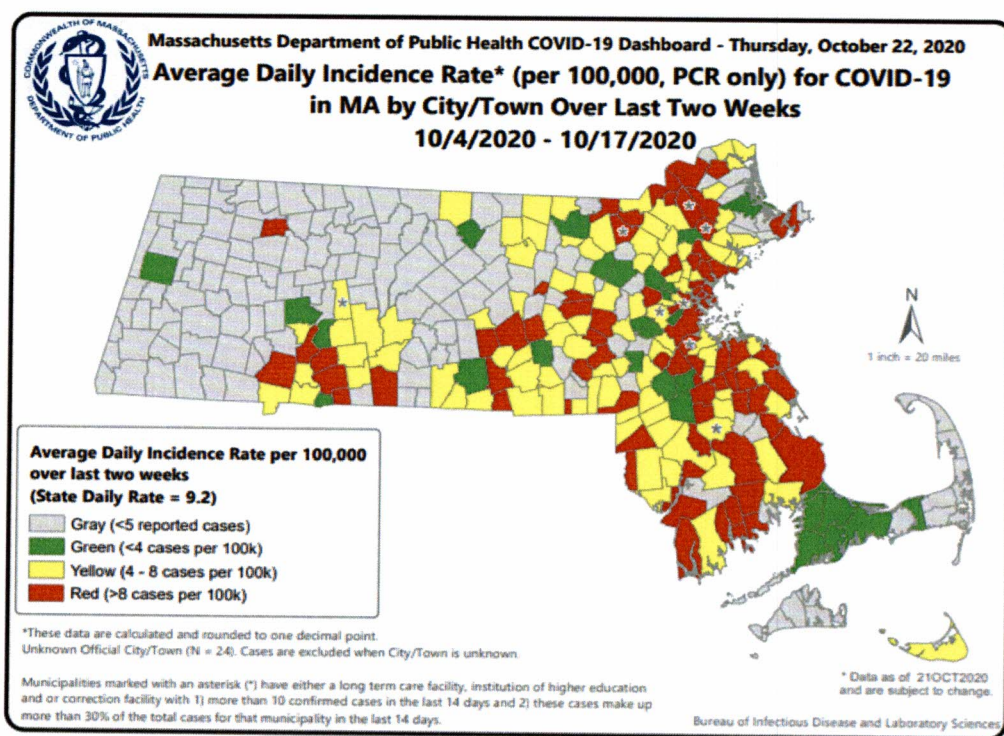 COMMONWEALTH OF MASSACHUSETTS
DEPARTMENT OF PUBLIC HEALTH
Massachusetts Department of Public Health COVID-19 Dashboard - Thursday, October 22, 2020
Average Daily Incidence Rate* (per 100,000, PCR only) for COVID-19
in MA by City/Town Over Last Two Weeks
10/4/2020 - 10/17/2020
N
1 inch = 20 miles
Average Daily Incidence Rate per 100,000
over last two weeks
(State Daily Rate = 9.2)
Gray (<5 reported cases)
Green (<4 cases per 100k)
Yellow (4 - 8 cases per 100k)
Red (>8 cases per 100k)
*These data are calculated and rounded to one decimal point.
Unknown Official City/Town (N = 24). Cases are excluded when City/Town is unknown.
Municipalities marked with an asterisk (*) have either a long term care facility, institution of higher education
and or correction facility with 1) more than 10 confirmed cases in the last 14 days and 2) these cases make up
more than 30% of the total cases for that municipality in the last 14 days.
* Data as of 21OCT2020
and are subject to change.
Bureau of Infectious Disease and Laboratory Sciences